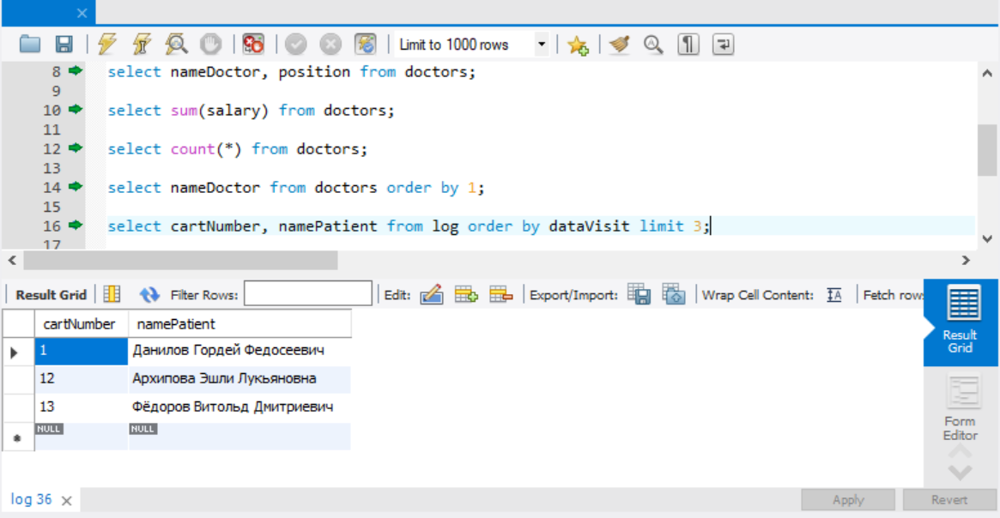 Limit to 1000 rows
8 select nameDoctor, position from doctors;
9
10 select sum(salary) from doctors;
11
12 select count(*) from doctors;
13
14 select nameDoctor from doctors order by 1;
15
16 select cartNumber, namePatient from log order by dataVisit limit 3;
17
Result Grid Filter Rows: Edit: Export/Import: Wrap Cell Content: Fetch row
cartNumber namePatient
1 Данилов Гордей Федосеевич
12 Архипова Эшли Лукьяновна
13 Фёдоров Витольд Дмитриевич
NULL NULL
Result
Grid
Form
Editor
log 36 Apply Revert